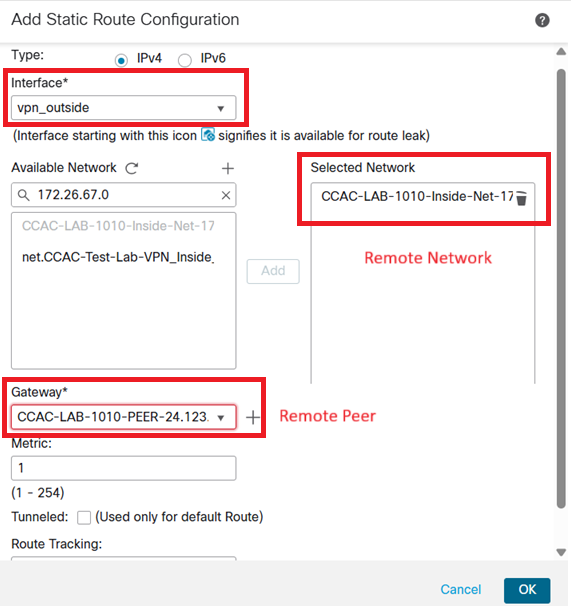 Add Static Route Configuration
?
Type: IPv4 IPv6
Interface*
vpn_outside
(Interface starting with this icon signifies it is available for route leak)
Available Network
Selected Network
172.26.67.0
CCAC-LAB-1010-Inside-Net-17
CCAC-LAB-1010-Inside-Net-17
net.CCAC-Test-Lab-VPN_Inside_
Remote Network
Add
Gateway*
CCAC-LAB-1010-PEER-24.123.
Remote Peer
Metric:
1
(1 - 254)
Tunneled: (Used only for default Route)
Route Tracking:
Cancel
OK